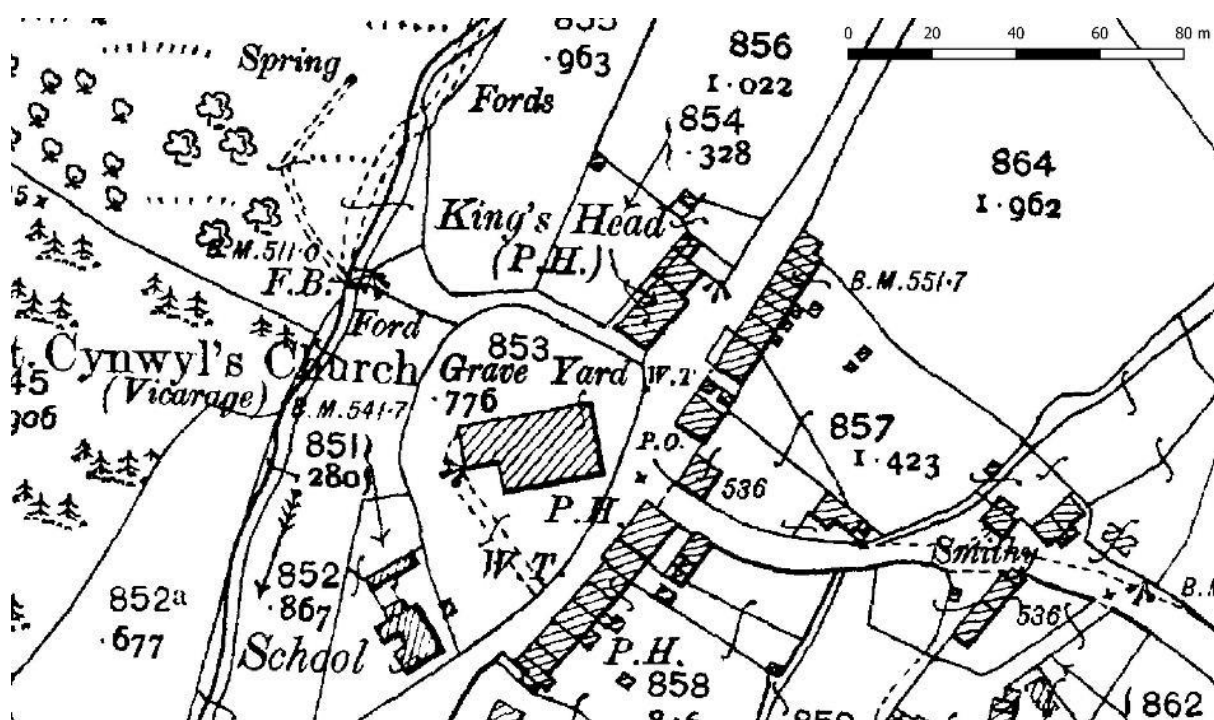 0 20 40 60 80 m
Spring
·963
Fords
856
1·022
854
·328
864
1·962
King's Head
(P.H.)
B.M.511·0
F.B.
Ford
B.M.551·7
853
Cynwyl's Church
Grave Yard
W.T.
(Vicarage)
·776
B.M.541·7
851
·280
857
1·423
P.O.
536
P.H.
W.T.
Smithy
852
·867
852a
·677
School
536
P.H.
858
862